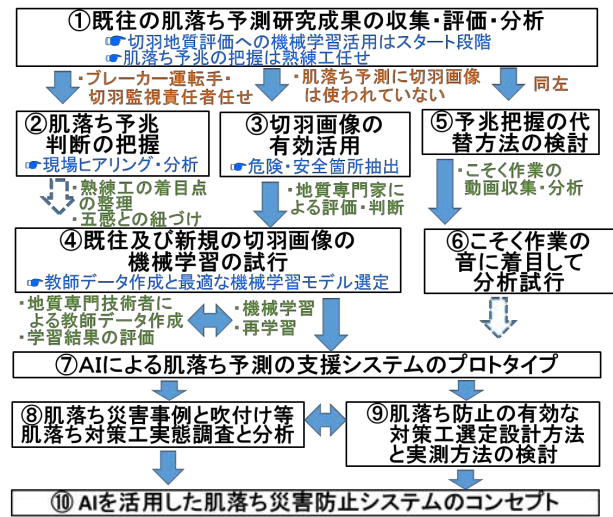 ①既往の肌落ち予測研究成果の収集・評価・分析
☞切羽地質評価への機械学習活用はスタート段階
☞肌落ち予兆の把握は熟練工任せ
・ブレーカー運転手・
切羽監視責任者任せ
・肌落ち予測に切羽画像
は使われていない
同左
②肌落ち予兆
判断の把握
☞現場ヒアリング・分析
③切羽画像の
有効活用
☞危険・安全箇所抽出
⑤予兆把握の代
替方法の検討
・熟練工の着目点
の整理
・五感との紐づけ
・地質専門家に
よる評価・判断
・こそく作業の
動画収集・分析
④既往及び新規の切羽画像の
機械学習の試行
☞教師データ作成と最適な機械学習モデル選定
⑥こそく作業の
音に着目して
分析試行
・地質専門技術者に
よる教師データ作成
・学習結果の評価
・機械学習
・再学習
⑦AIによる肌落ち予測の支援システムのプロトタイプ
⑧肌落ち災害事例と吹付け等
肌落ち対策工実態調査と分析
⑨肌落ち防止の有効な
対策工選定設計方法
と実測方法の検討
⑩ AIを活用した肌落ち災害防止システムのコンセプト